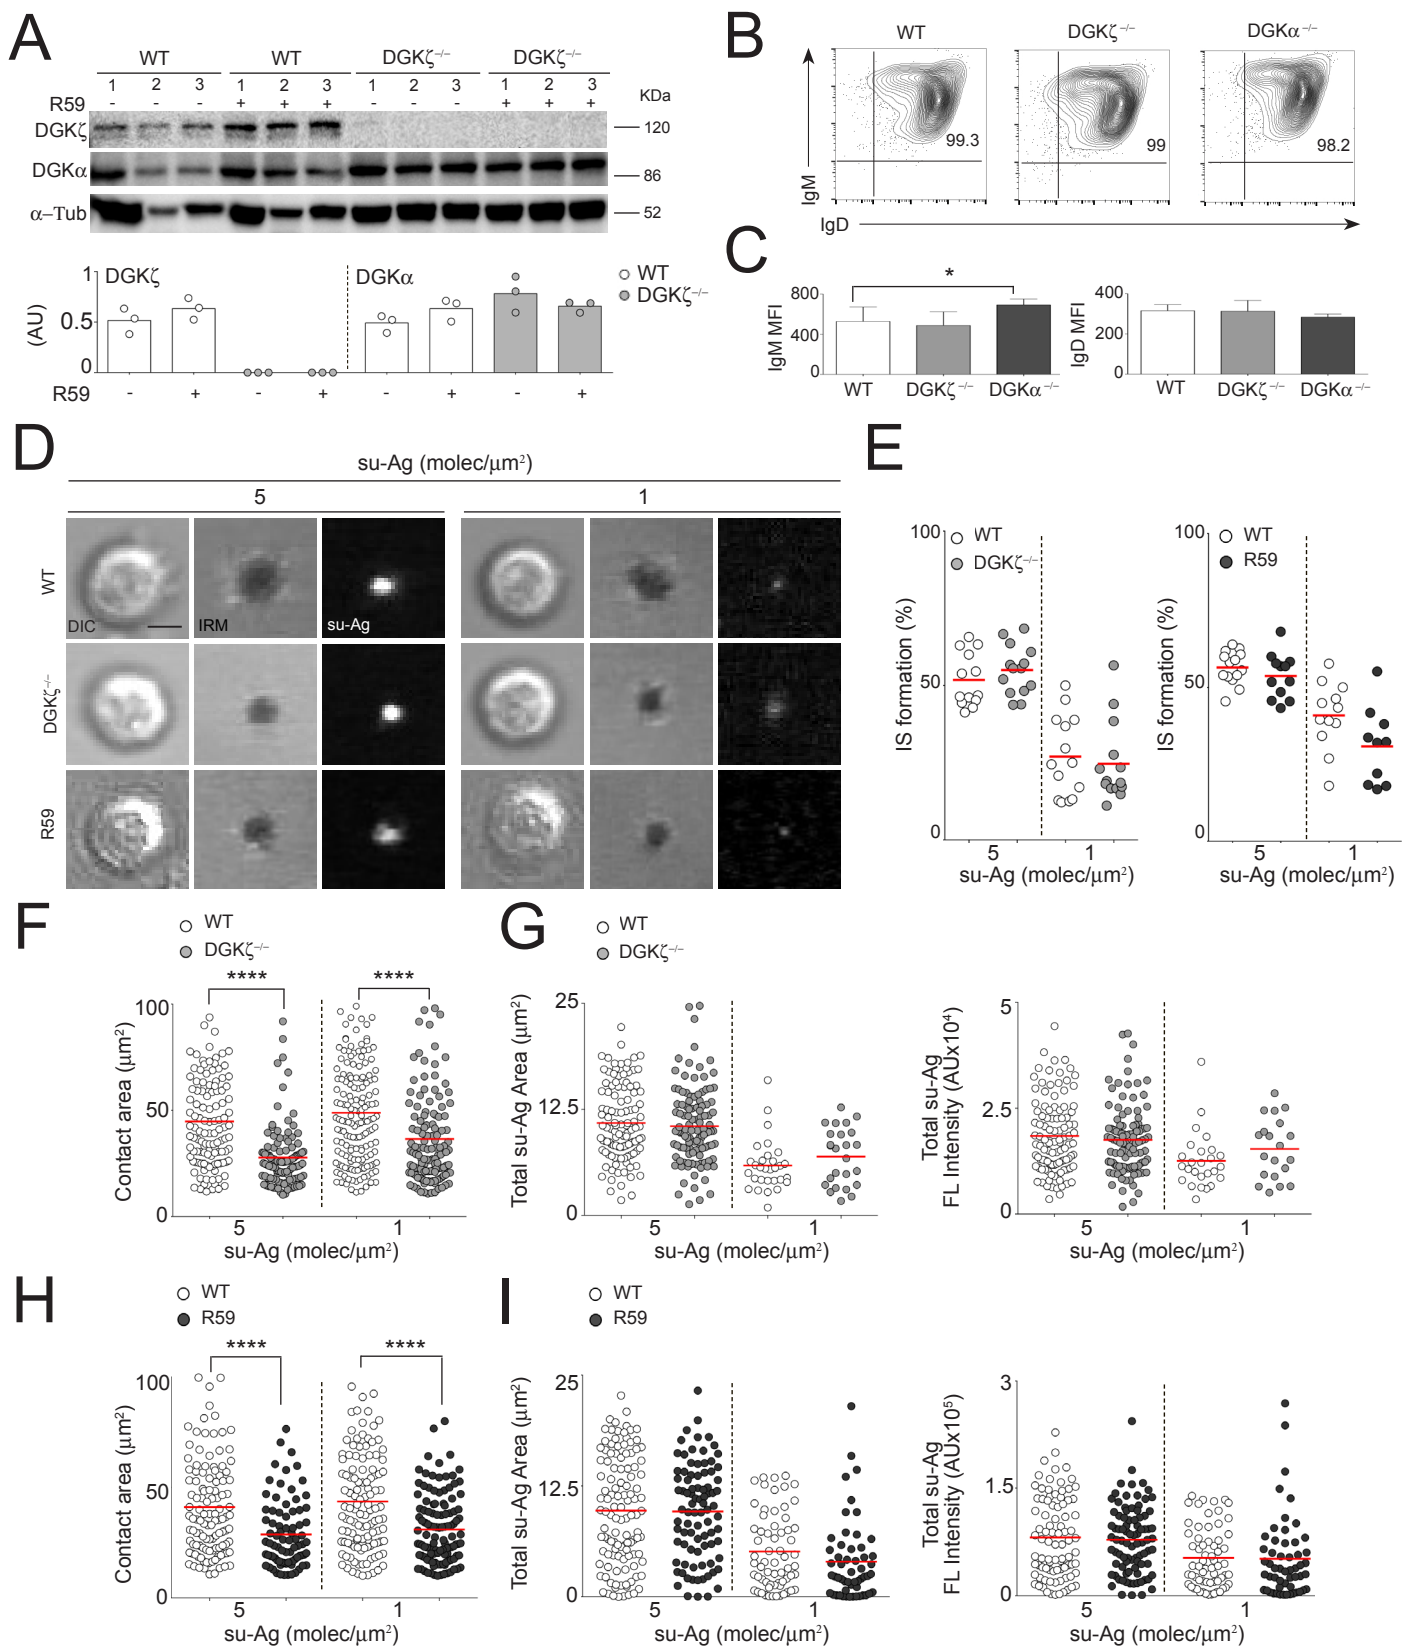 A
WT WT DGKζ–/– DGKζ–/–
1 2 3 1 2 3 1 2 3 1 2 3
R59 - - - + + + - - - + + +
KDa
DGKζ 120
DGKα 86
α–Tub 52
DGKζ DGKα
WT
DGKζ–/–
(AU)
1
0.5
0
R59 - + - + - + - +
B
WT DGKζ–/– DGKα–/–
99.3 99 98.2
IgM
IgD
C
*
IgM MFI
800
400
0
WT DGKζ–/– DGKα–/–
IgD MFI
400
200
0
WT DGKζ–/– DGKα–/–
D
su-Ag (molec/µm2)
5 1
WT
DIC IRM su-Ag
DGKζ–/–
R59
E
IS formation (%)
100
50
0
WT
DGKζ–/–
5 1
su-Ag (molec/µm2)
IS formation (%)
100
50
0
WT
R59
5 1
su-Ag (molec/µm2)
F
WT
DGKζ–/–
**** ****
Contact area (µm2)
100
50
0
5 1
su-Ag (molec/µm2)
G
WT
DGKζ–/–
Total su-Ag Area (µm2)
25
12.5
0
5 1
su-Ag (molec/µm2)
Total su-Ag
FL Intensity (AUx104)
5
2.5
0
5 1
su-Ag (molec/µm2)
H
WT
R59
**** ****
Contact area (µm2)
100
50
0
5 1
su-Ag (molec/µm2)
I
WT
R59
Total su-Ag Area (µm2)
25
12.5
0
5 1
su-Ag (molec/µm2)
Total su-Ag
FL Intensity (AUx105)
3
1.5
0
5 1
su-Ag (molec/µm2)